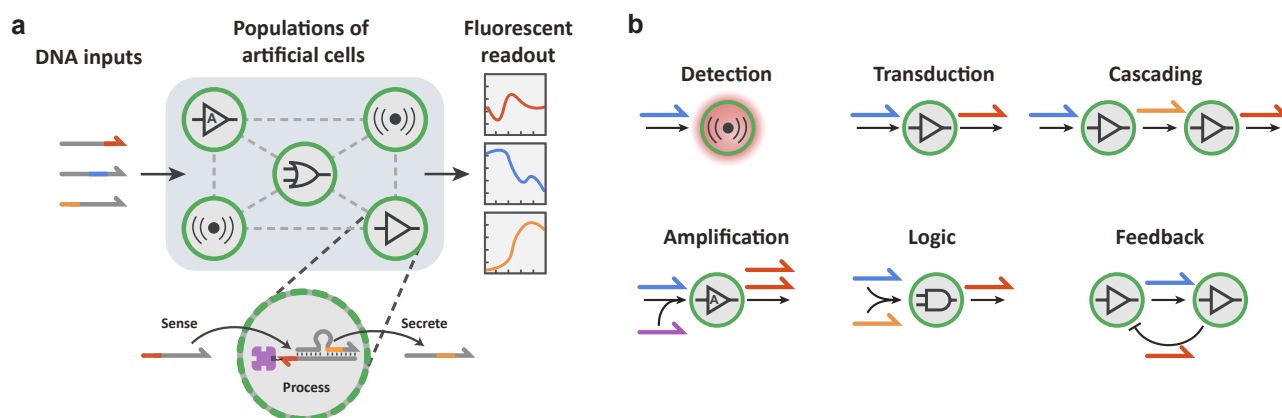 a
DNA inputs
Populations of
artificial cells
Fluorescent
readout
A
Sense
Secrete
Process
b
Detection
Transduction
Cascading
Amplification
Logic
Feedback
A